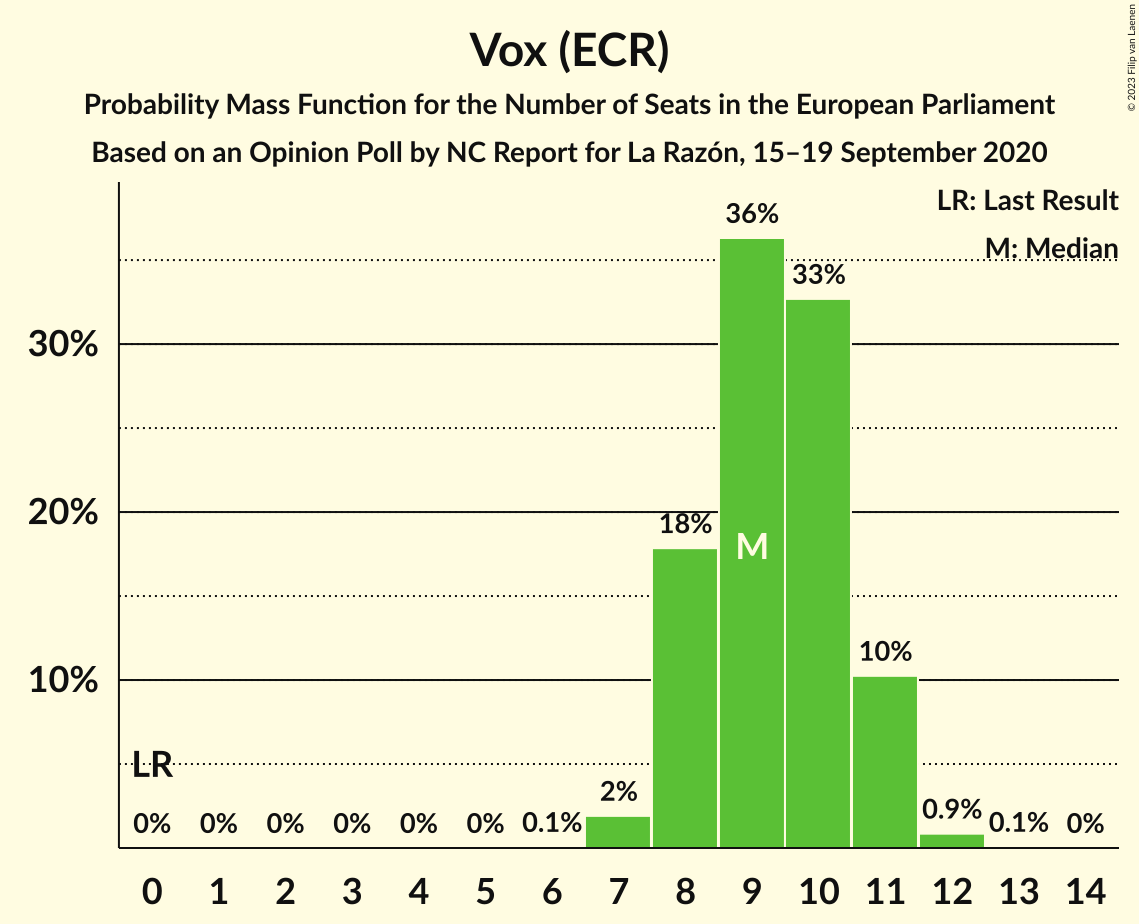 © 2023 Filip van Laenen
Vox (ECR)
Probability Mass Function for the Number of Seats in the European Parliament
Based on an Opinion Poll by NC Report for La Razón, 15–19 September 2020
LR: Last Result
M: Median
36%
33%
30%
20%
18%
M
10%
10%
LR
2%
0% 0% 0% 0% 0% 0% 0.1% 0.9% 0.1% 0%
0 1 2 3 4 5 6 7 8 9 10 11 12 13 14